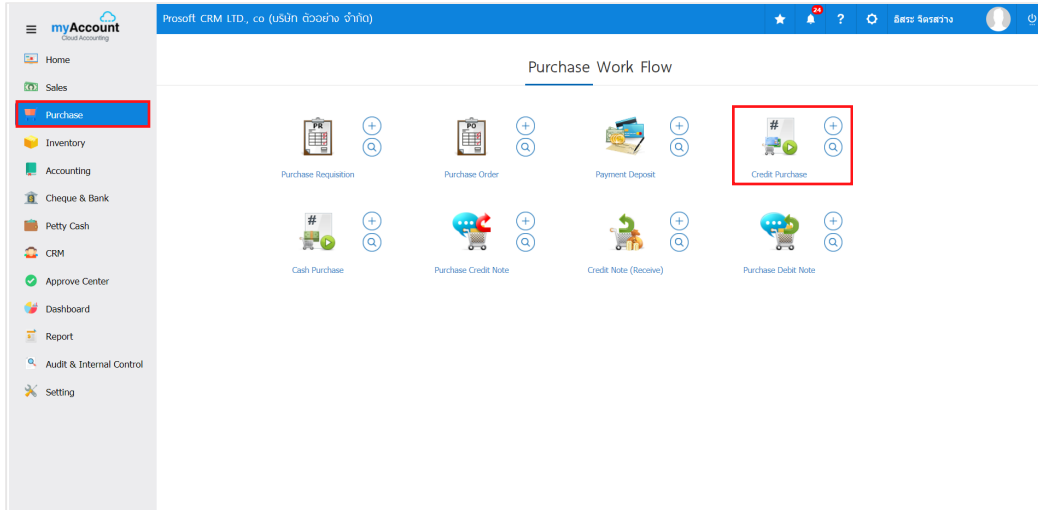 myAccount
Cloud Accounting
Prosoft CRM LTD., co (บริษัท ตัวอย่าง จำกัด)
24
?
อิสระ จิตรสว่าง
Home
Sales
Purchase
Inventory
Accounting
Cheque & Bank
Petty Cash
CRM
Approve Center
Dashboard
Report
Audit & Internal Control
Setting
Purchase Work Flow
PR
PO
#
Purchase Requisition
Purchase Order
Payment Deposit
Credit Purchase
#
Cash Purchase
Purchase Credit Note
Credit Note (Receive)
Purchase Debit Note